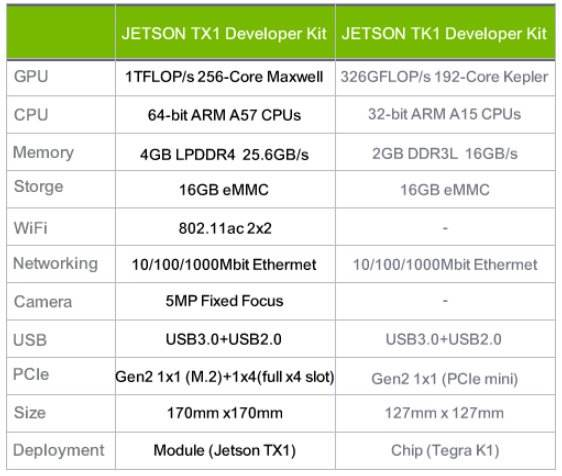 JETSON TX1 Developer Kit JETSON TK1 Developer Kit
GPU 1TFLOP/s 256-Core Maxwell 326GFLOP/s 192-Core Kepler
CPU 64-bit ARM A57 CPUs 32-bit ARM A15 CPUs
Memory 4GB LPDDR4 25.6GB/s 2GB DDR3L 16GB/s
Storge 16GB eMMC 16GB eMMC
WiFi 802.11ac 2x2 -
Networking 10/100/1000Mbit Ethermet 10/100/1000Mbit Ethermet
Camera 5MP Fixed Focus -
USB USB3.0+USB2.0 USB3.0+USB2.0
PCIe Gen2 1x1 (M.2)+1x4(full x4 slot) Gen2 1x1 (PCIe mini)
Size 170mm x170mm 127mm x 127mm
Deployment Module (Jetson TX1) Chip (Tegra K1)